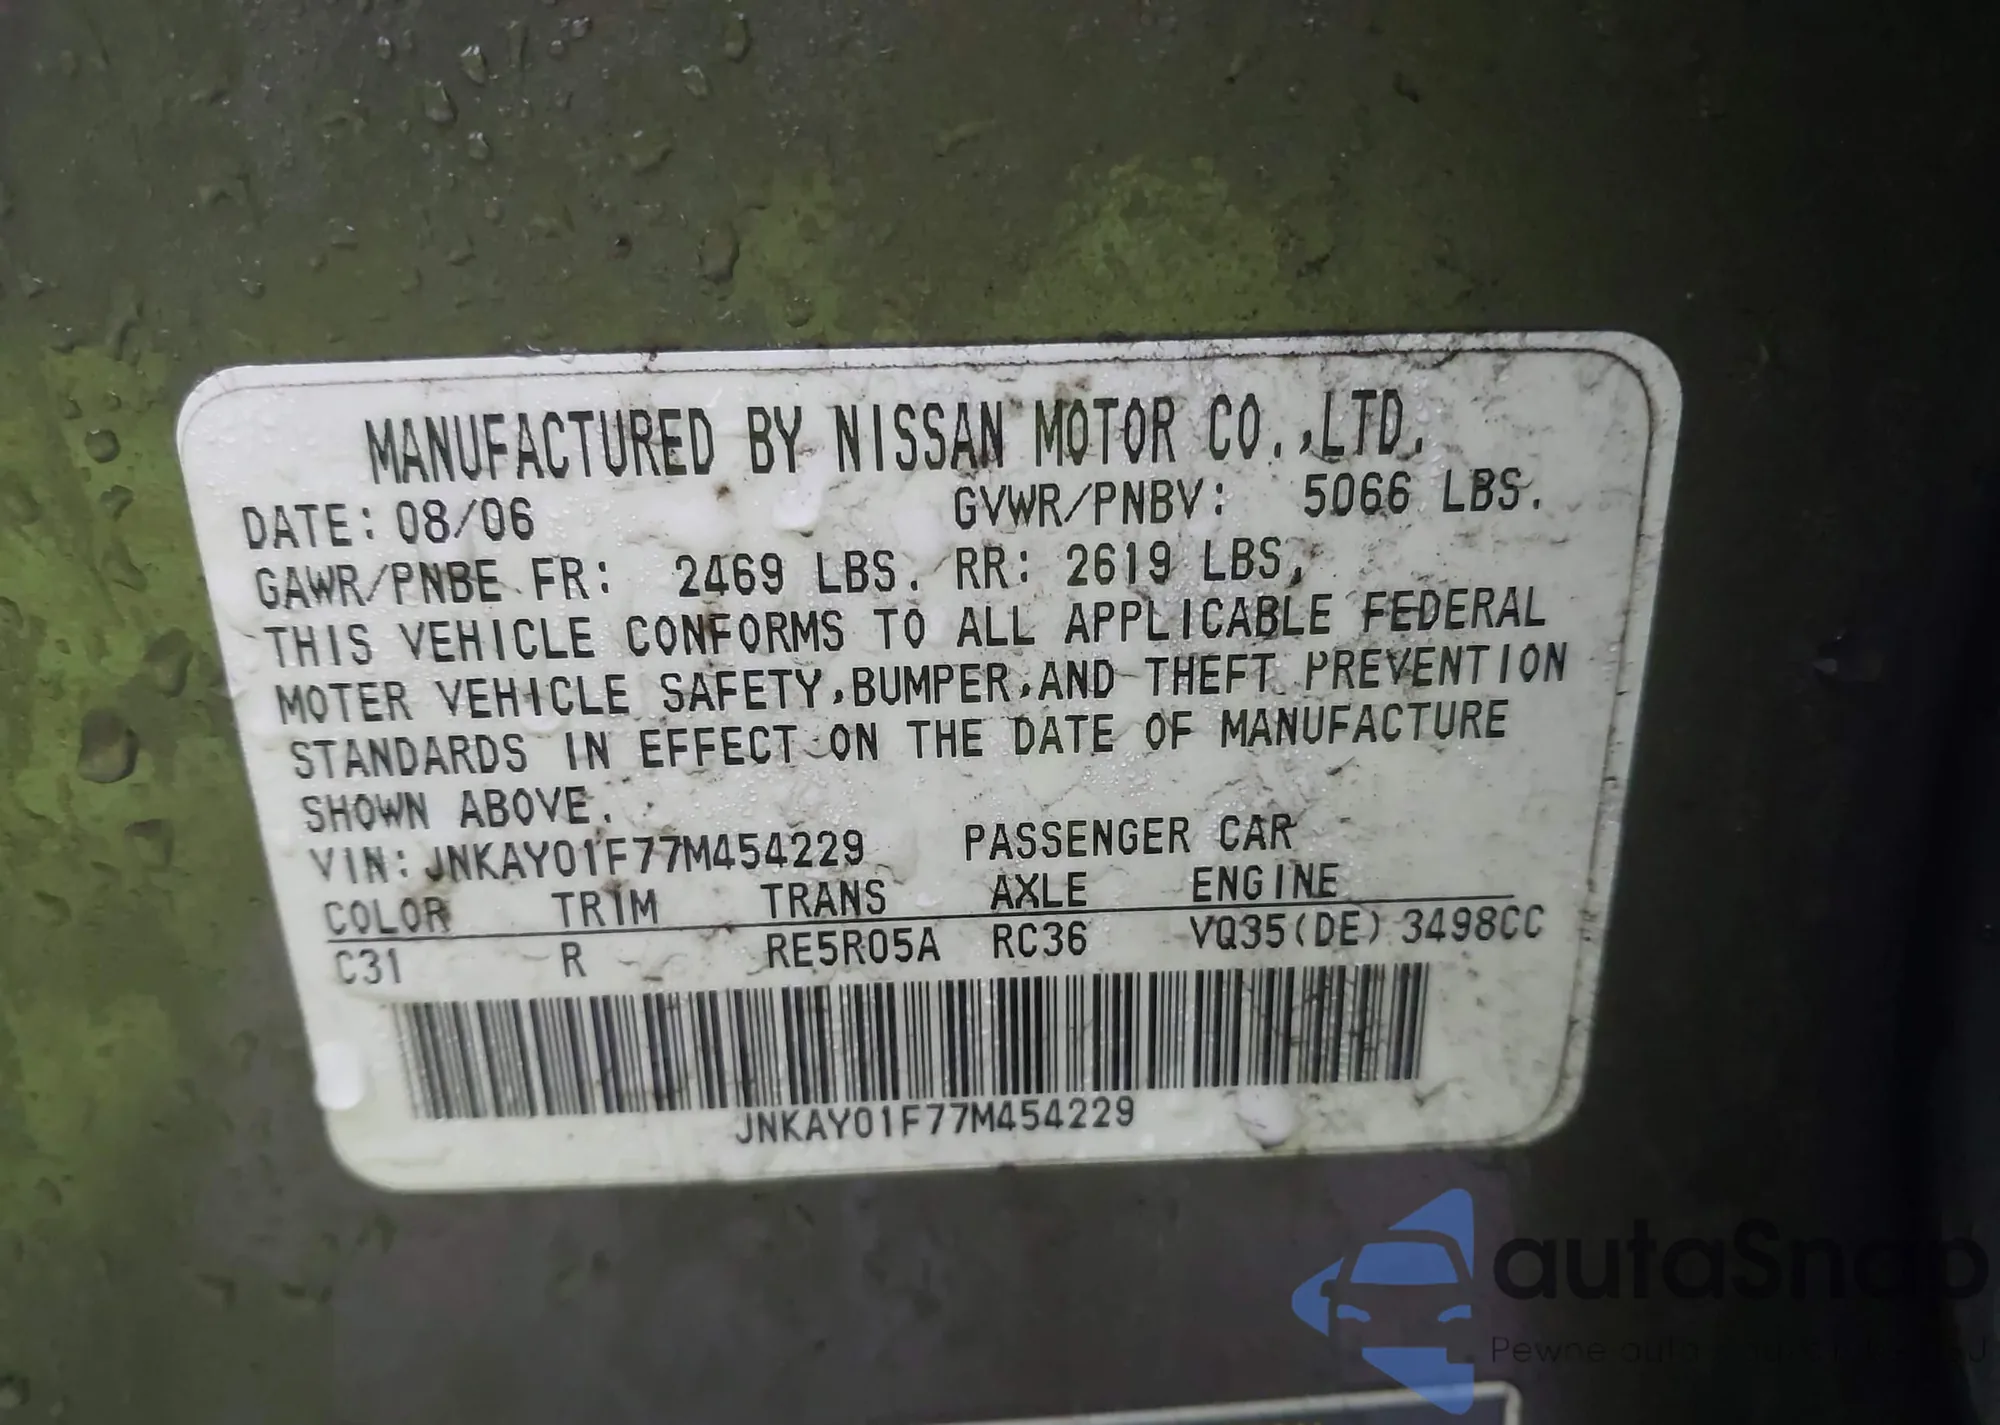 MANUFACTURED BY NISSAN MOTOR CO.,LTD.
DATE: 08/06 GVWR/PNBV: 5066 LBS.
GAWR/PNBE FR: 2469 LBS. RR: 2619 LBS,
THIS VEHICLE CONFORMS TO ALL APPLICABLE FEDERAL
MOTER VEHICLE SAFETY,BUMPER,AND THEFT PREVENTION
STANDARDS IN EFFECT ON THE DATE OF MANUFACTURE
SHOWN ABOVE.
VIN: JNKAY01F77M454229 PASSENGER CAR
COLOR TRIM TRANS AXLE ENGINE
C31 R RE5R05A RC36 VQ35(DE) 3498CC
JNKAY01F77M454229
autaSnap
Pewne auta